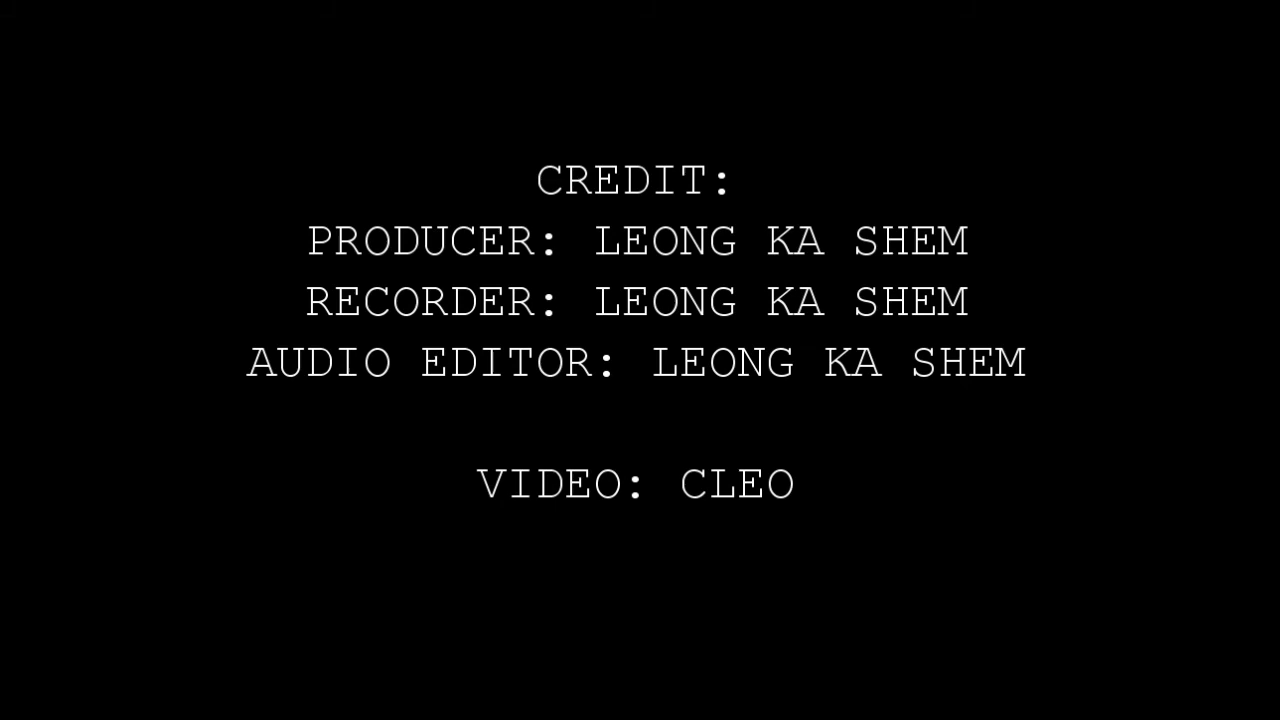 CREDIT:
PRODUCER: LEONG KA SHEM
RECORDER: LEONG KA SHEM
AUDIO EDITOR: LEONG KA SHEM
VIDEO: CLEO